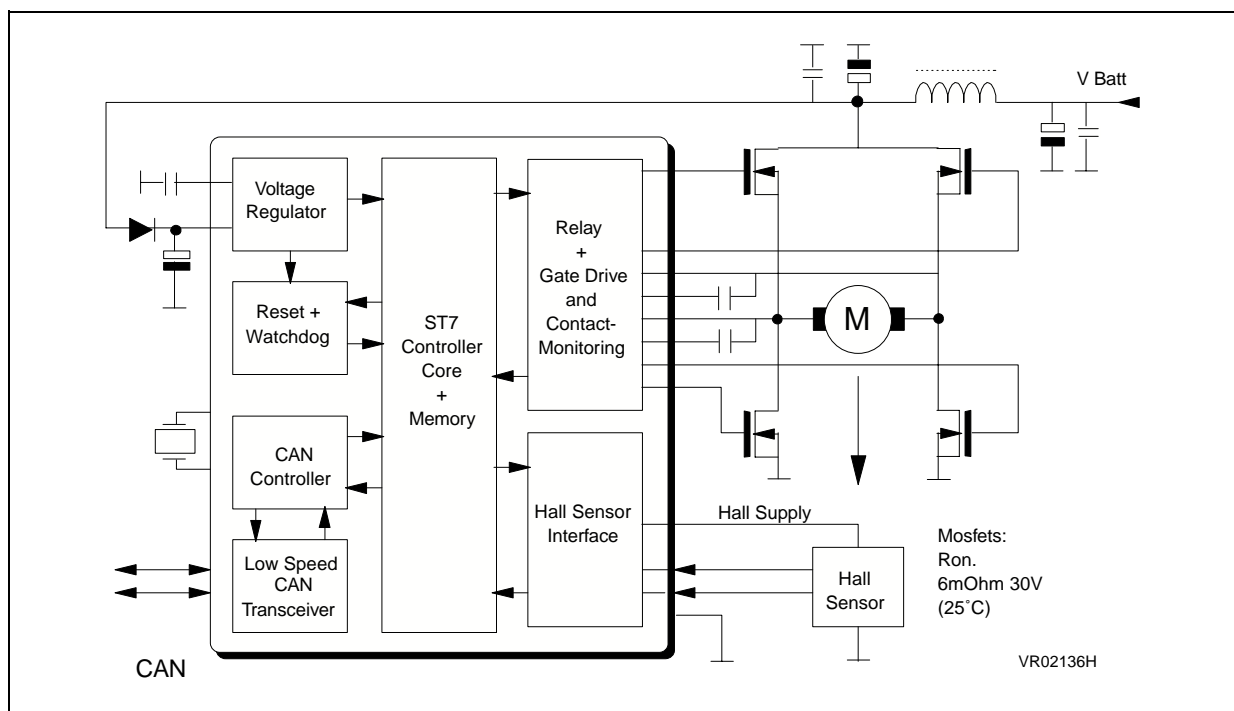 V Batt
Voltage
Regulator
Reset +
Watchdog
CAN
Controller
Low Speed
CAN
Transceiver
CAN
ST7
Controller
Core
+
Memory
Relay
+
Gate Drive
and
Contact-
Monitoring
Hall Sensor
Interface
M
Hall Supply
Hall
Sensor
Mosfets:
Ron.
6mOhm 30V
(25˚C)
VR02136H